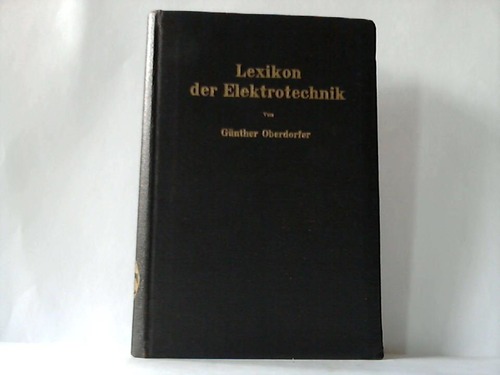 Lexikon
der Elektrotechnik
Von
Günther Oberdorfer